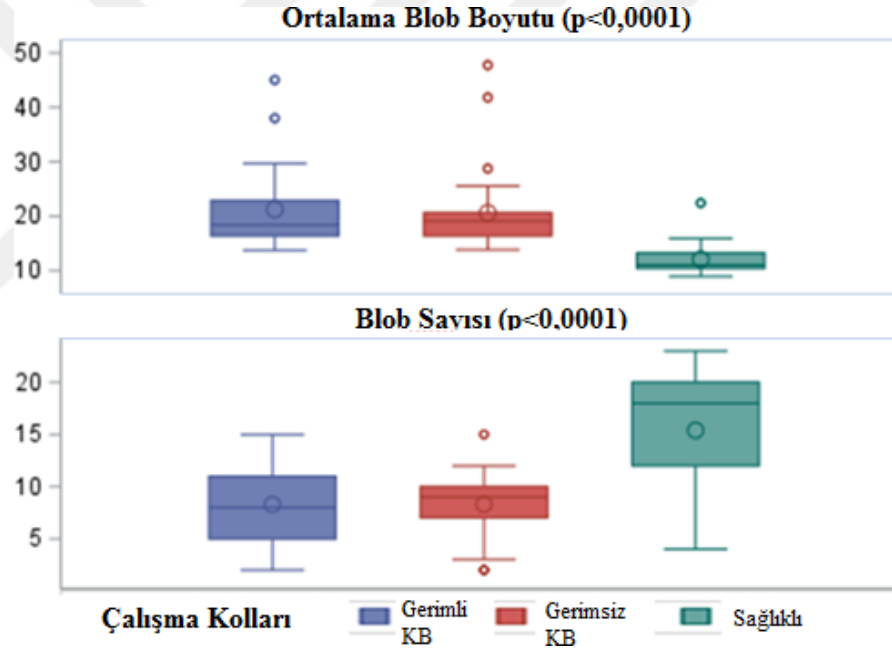 Ortalama Blob Boyutu (p<0,0001)
50
40
30
20
10
Blob Sayısı (p<0,0001)
20
15
10
5
Çalışma Kolları
Gerimli
KB
Gerimsiz
KB
Sağlıklı